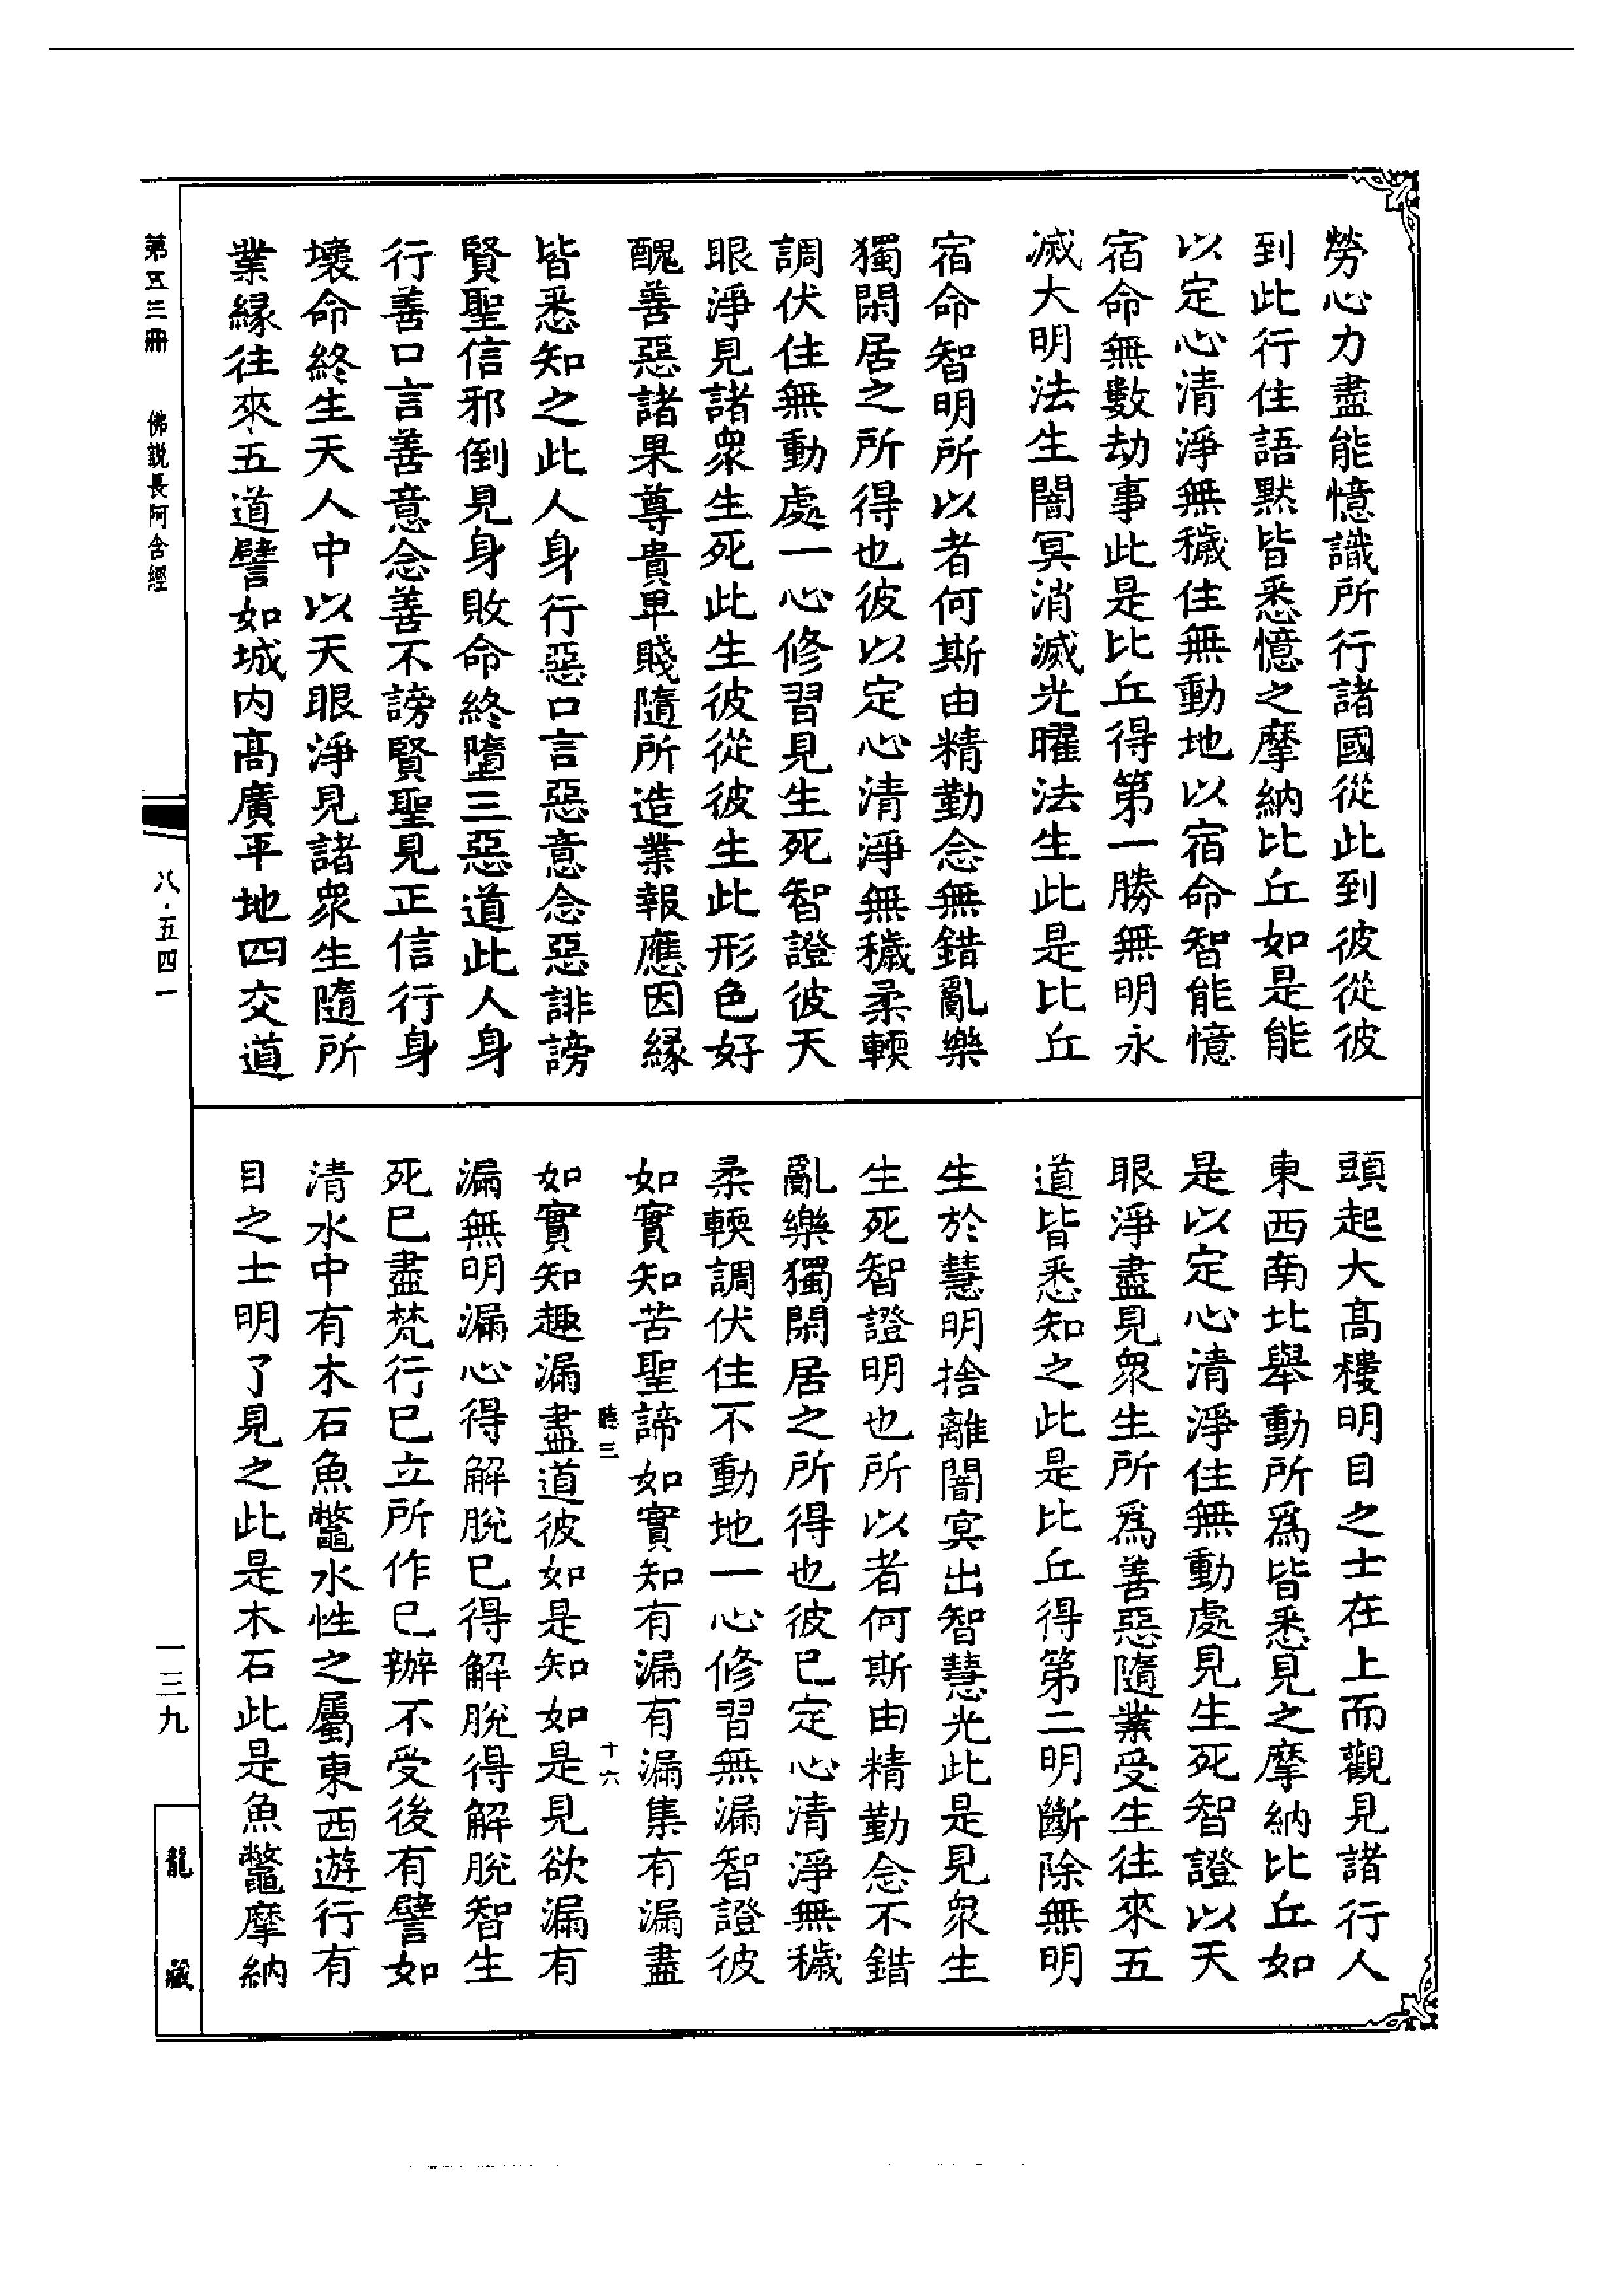 勞心力盡能憶識所行諸國從此到彼從彼
到此行住語默皆悉憶之摩納比丘如是能
以定心清淨無穢住無動地以宿命智能憶
宿命無數劫事此是比丘得第一勝無明永
滅大明法生闇冥消滅光曜法生此是比丘
宿命智明所以者何斯由精勤念無錯亂樂
獨閑居之所得也彼以定心清淨無穢柔輭
調伏住無動處一心修習見生死智證彼天
眼淨見諸衆生死此生彼從彼生此形色好
醜善惡諸果尊貴卑賤隨所造業報應因緣
皆悉知之此人身行惡口言惡意念惡誹謗
賢聖信邪倒見身敗命終墮三惡道此人身
行善口言善意念善不謗賢聖見正信行身
壞命終生天人中以天眼淨見諸衆生隨所
業緣往來五道譬如城内高廣平地四交道
頭起大高樓明目之士在上而觀見諸行人
東西南北舉動所爲皆悉見之摩納比丘如
是以定心清淨住無動處見生死智證以天
眼淨盡見衆生所爲善惡隨業受生往來五
道皆悉知之此是比丘得第二明斷除無明
生於慧明捨離闇冥出智慧光此是見衆生
生死智證明也所以者何斯由精勤念不錯
亂樂獨閑居之所得也彼已定心清淨無穢
柔輭調伏住不動地一心修習無漏智證彼
如實知苦聖諦如實知有漏有漏集有漏盡
聽三
十六
如實知趣漏盡道彼如是知如是見欲漏有
漏無明漏心得解脫已得解脫得解脫智生
死已盡梵行已立所作已辦不受後有譬如
清水中有木石魚鼈水性之屬東西遊行有
目之士明了見之此是木石此是魚鼈摩納
第五三冊
佛説長阿含經
八·五四一
一三九
龍藏